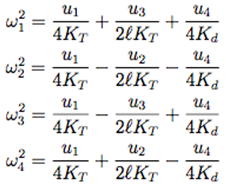 ω₁² = u₁/4K_T + u₃/2ℓK_T + u₄/4K_d
ω₂² = u₁/4K_T − u₂/2ℓK_T − u₄/4K_d
ω₃² = u₁/4K_T − u₃/2ℓK_T + u₄/4K_d
ω₄² = u₁/4K_T + u₂/2ℓK_T − u₄/4K_d